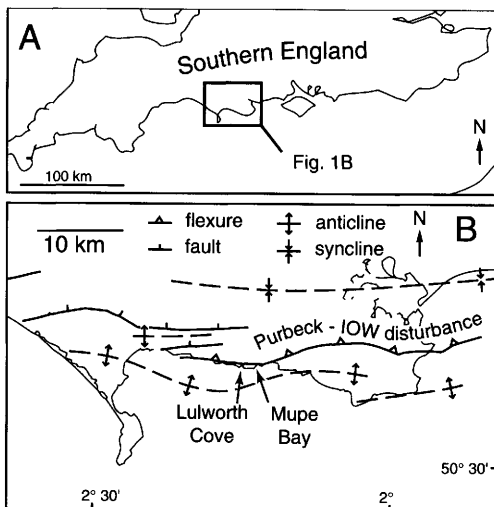 A
Southern England
N
Fig. 1B
100 km
B
10 km
flexure
anticline
N
fault
syncline
Purbeck - IOW disturbance
Lulworth
Cove
Mupe
Bay
50° 30'
2° 30'
2°